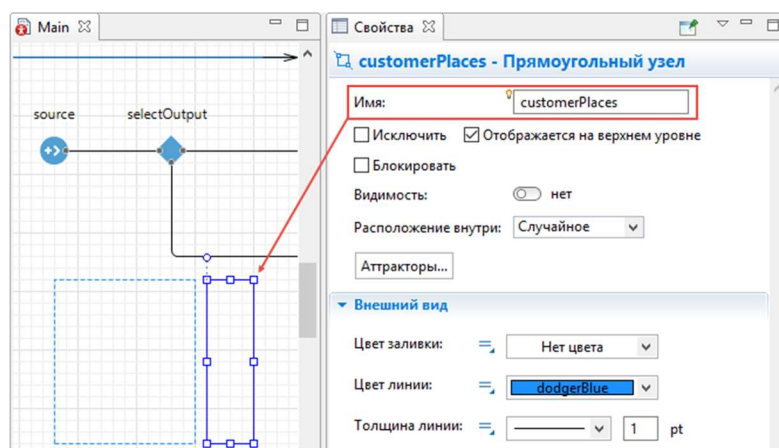 Main
source
selectOutput
Свойства
customerPlaces - Прямоугольный узел
Имя:
customerPlaces
Исключить
Отображается на верхнем уровне
Блокировать
Видимость:
нет
Расположение внутри:
Случайное
Аттракторы...
Внешний вид
Цвет заливки:
Нет цвета
Цвет линии:
dodgerBlue
Толщина линии:
1
pt